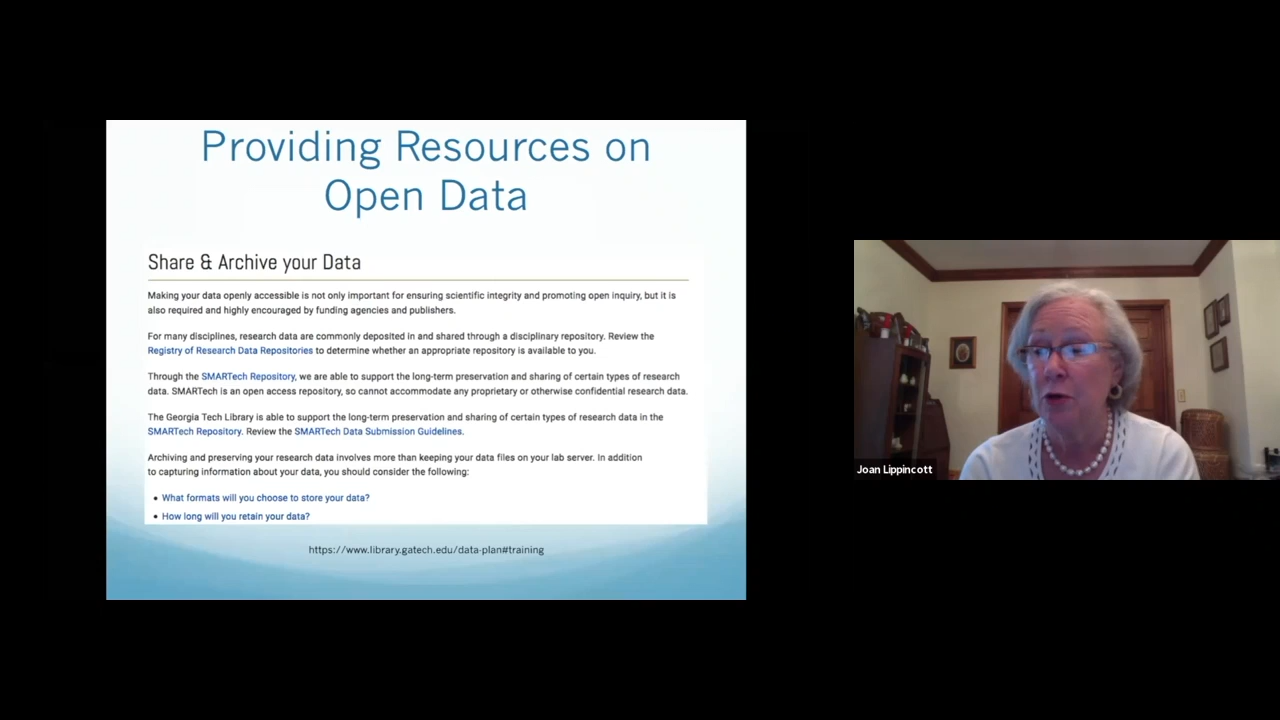 Providing Resources on
Open Data
Share & Archive your Data
Making your data openly accessible is not only important for ensuring scientific integrity and promoting open inquiry, but it is
also required and highly encouraged by funding agencies and publishers.
For many disciplines, research data are commonly deposited in and shared through a disciplinary repository. Review the
Registry of Research Data Repositories to determine whether an appropriate repository is available to you.
Through the SMARTech Repository, we are able to support the long-term preservation and sharing of certain types of research
data. SMARTech is an open access repository, so cannot accommodate any proprietary or otherwise confidential research data.
The Georgia Tech Library is able to support the long-term preservation and sharing of certain types of research data in the
SMARTech Repository. Review the SMARTech Data Submission Guidelines.
Archiving and preserving your research data involves more than keeping your data files on your lab server. In addition
to capturing information about your data, you should consider the following:
• What formats will you choose to store your data?
• How long will you retain your data?
https://www.library.gatech.edu/data-plan#training
Joan Lippincott